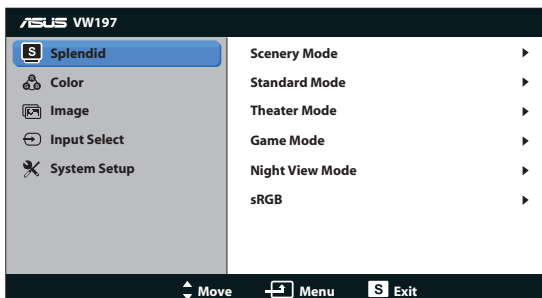 ASUS VW197
S Splendid
Color
Image
Input Select
System Setup
Scenery Mode
Standard Mode
Theater Mode
Game Mode
Night View Mode
sRGB
Move Menu S Exit